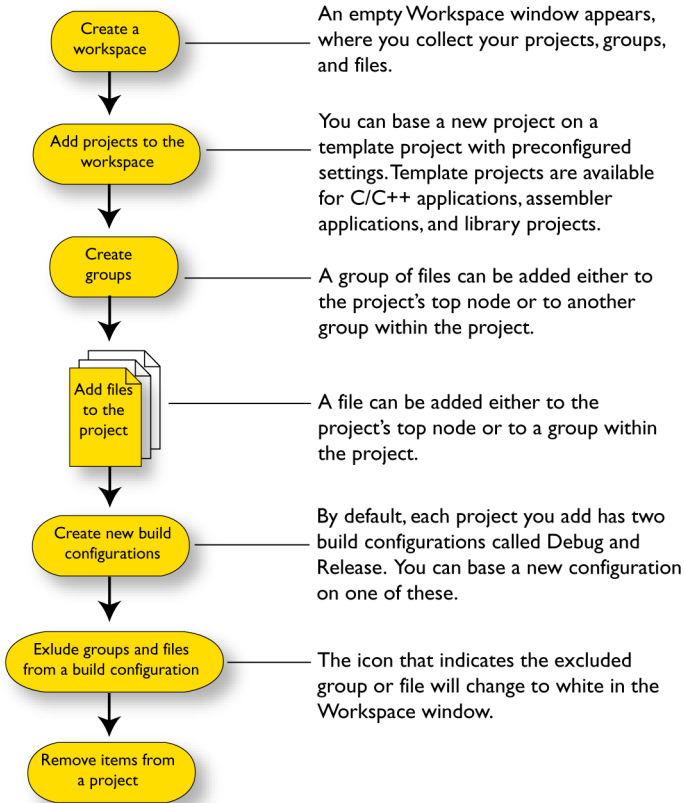 Create a
workspace
An empty Workspace window appears,
where you collect your projects, groups,
and files.
Add projects to the
workspace
You can base a new project on a
template project with preconfigured
settings. Template projects are available
for C/C++ applications, assembler
applications, and library projects.
Create
groups
A group of files can be added either to
the project’s top node or to another
group within the project.
Add files
to the
project
A file can be added either to the
project’s top node or to a group within
the project.
Create new build
configurations
By default, each project you add has two
build configurations called Debug and
Release. You can base a new configuration
on one of these.
Exlude groups and files
from a build configuration
The icon that indicates the excluded
group or file will change to white in the
Workspace window.
Remove items from
a project